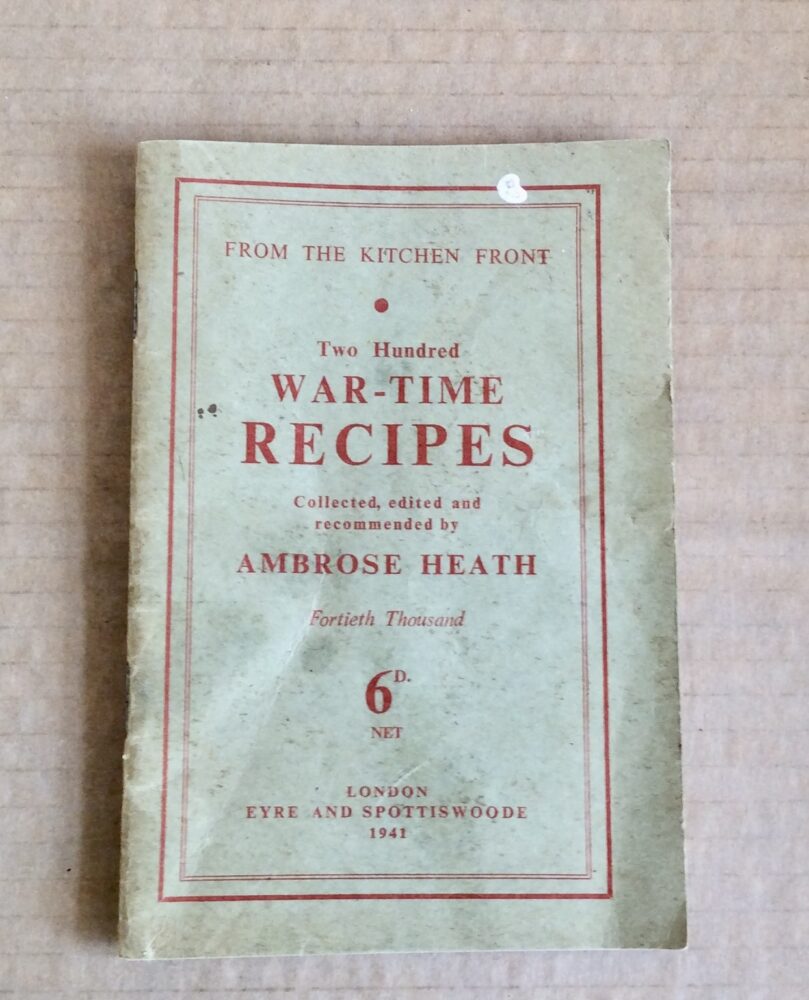 FROM THE KITCHEN FRONT
Two Hundred
WAR-TIME
RECIPES
Collected, edited and
recommended by
AMBROSE HEATH
Fortieth Thousand
6D.
NET
LONDON
EYRE AND SPOTTISWOODE
1941